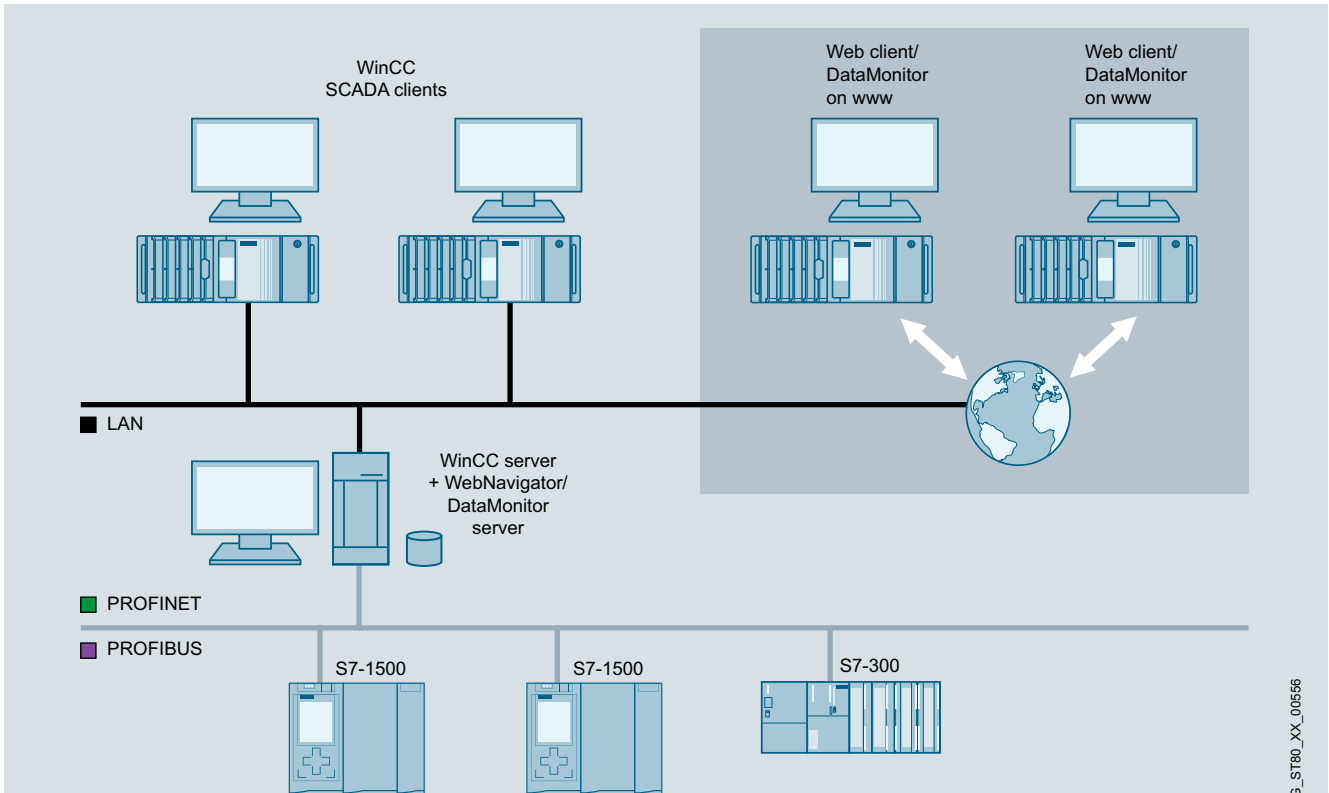 WinCC
SCADA clients
Web client/
DataMonitor
on www
Web client/
DataMonitor
on www
LAN
WinCC server
+ WebNavigator/
DataMonitor
server
PROFINET
PROFIBUS
S7-1500
S7-1500
S7-300
_ST80_XX_00556